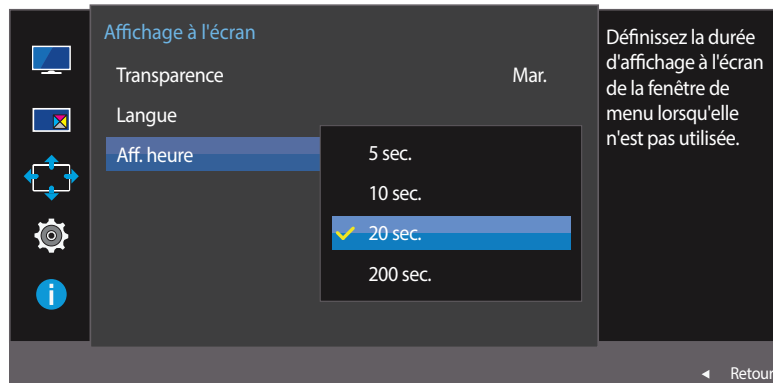 Affichage à l'écran
Transparence Mar.
Langue
Aff. heure
5 sec.
10 sec.
20 sec.
200 sec.
Définissez la durée
d'affichage à l'écran
de la fenêtre de
menu lorsqu'elle
n'est pas utilisée.
Retour